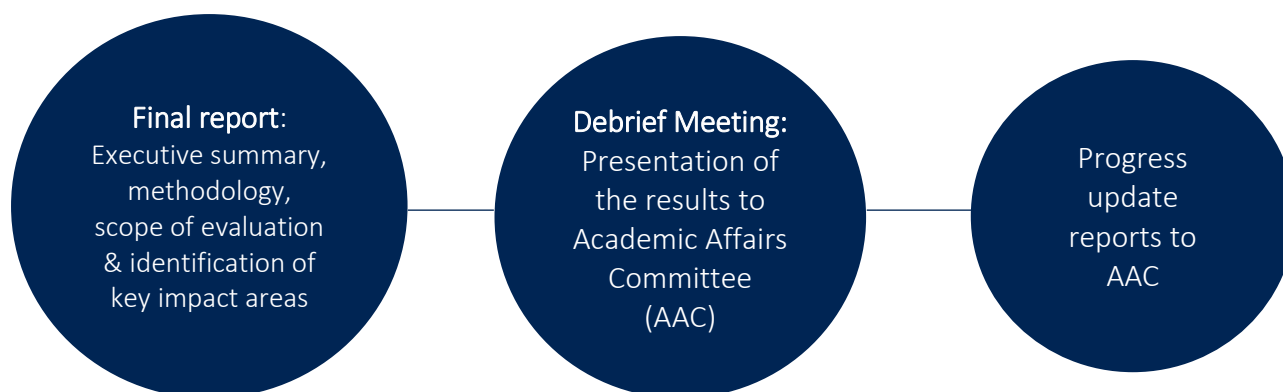 Final report:
Executive summary,
methodology,
scope of evaluation
& identification of
key impact areas
Debrief Meeting:
Presentation of
the results to
Academic Affairs
Committee
(AAC)
Progress
update
reports to
AAC